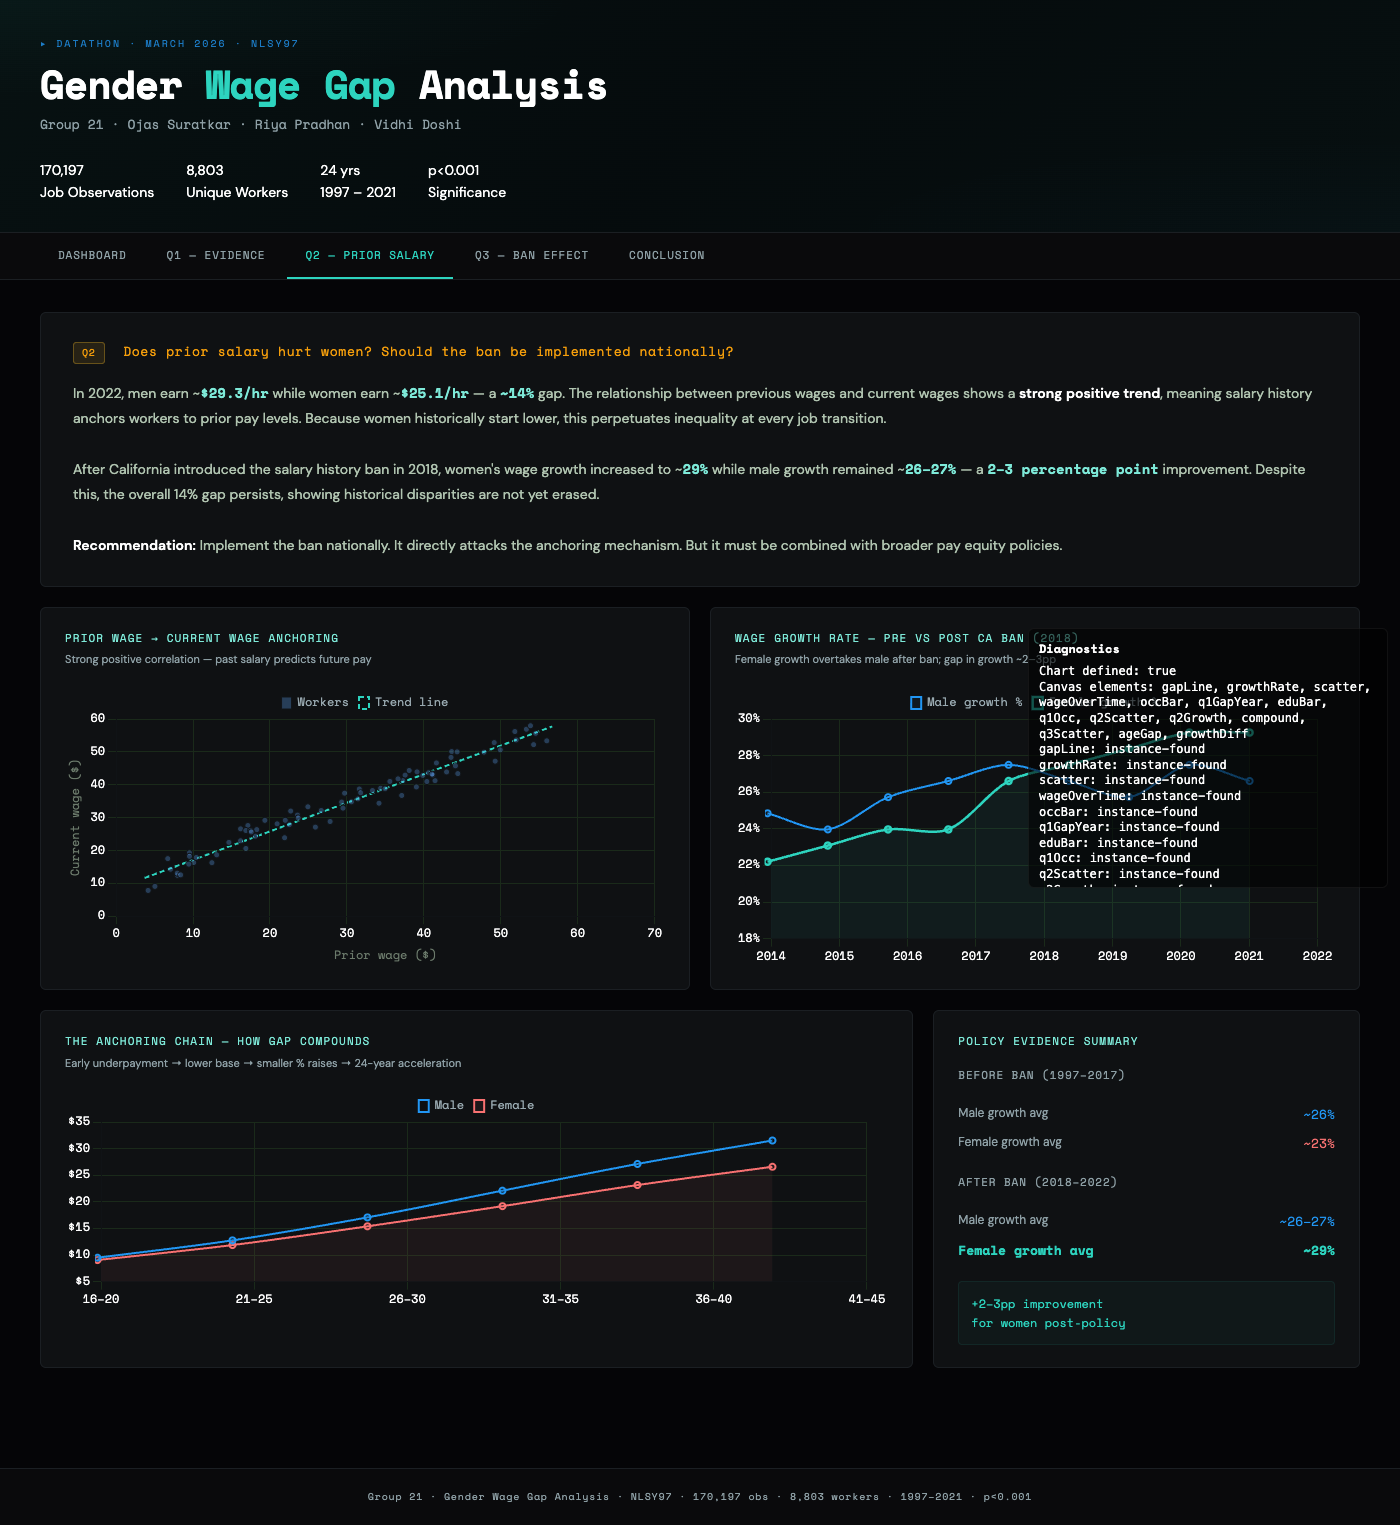 ▸ DATATHON · MARCH 2026 · NLSY97
Gender Wage Gap Analysis
Group 21 · Ojas Suratkar · Riya Pradhan · Vidhi Doshi
170,197
Job Observations
8,803
Unique Workers
24 yrs
1997 – 2021
p<0.001
Significance
DASHBOARD
Q1 — EVIDENCE
Q2 — PRIOR SALARY
Q3 — BAN EFFECT
CONCLUSION
Q2
Does prior salary hurt women? Should the ban be implemented nationally?
In 2022, men earn ~$29.3/hr while women earn ~$25.1/hr — a ~14% gap. The relationship between previous wages and current wages shows a strong positive trend, meaning salary history
anchors workers to prior pay levels. Because women historically start lower, this perpetuates inequality at every job transition.
After California introduced the salary history ban in 2018, women's wage growth increased to ~29% while male growth remained ~26–27% — a 2–3 percentage point improvement. Despite
this, the overall 14% gap persists, showing historical disparities are not yet erased.
Recommendation: Implement the ban nationally. It directly attacks the anchoring mechanism. But it must be combined with broader pay equity policies.
PRIOR WAGE → CURRENT WAGE ANCHORING
Strong positive correlation — past salary predicts future pay
Workers
Trend line
60
50
40
30
20
10
0
Current wage ($)
0 10 20 30 40 50 60 70
Prior wage ($)
WAGE GROWTH RATE — PRE VS POST CA BAN (2018)
Female growth overtakes male after ban; gap in growth ~2–3pp
Male growth %
30%
28%
26%
24%
22%
20%
18%
2014 2015 2016 2017 2018 2019 2020 2021 2022
Diagnostics
Chart defined: true
Canvas elements: gapLine, growthRate, scatter,
wageOverTime, occBar, q1GapYear, eduBar,
q1Occ, q2Scatter, q2Growth, compound,
q3Scatter, ageGap, growthDiff
gapLine: instance-found
growthRate: instance-found
scatter: instance-found
wageOverTime: instance-found
occBar: instance-found
q1GapYear: instance-found
eduBar: instance-found
q1Occ: instance-found
q2Scatter: instance-found
THE ANCHORING CHAIN — HOW GAP COMPOUNDS
Early underpayment → lower base → smaller % raises → 24-year acceleration
Male
Female
$35
$30
$25
$20
$15
$10
$5
16–20 21–25 26–30 31–35 36–40 41–45
POLICY EVIDENCE SUMMARY
BEFORE BAN (1997–2017)
Male growth avg ~26%
Female growth avg ~23%
AFTER BAN (2018–2022)
Male growth avg ~26–27%
Female growth avg ~29%
+2–3pp improvement
for women post-policy
Group 21 · Gender Wage Gap Analysis · NLSY97 · 170,197 obs · 8,803 workers · 1997–2021 · p<0.001